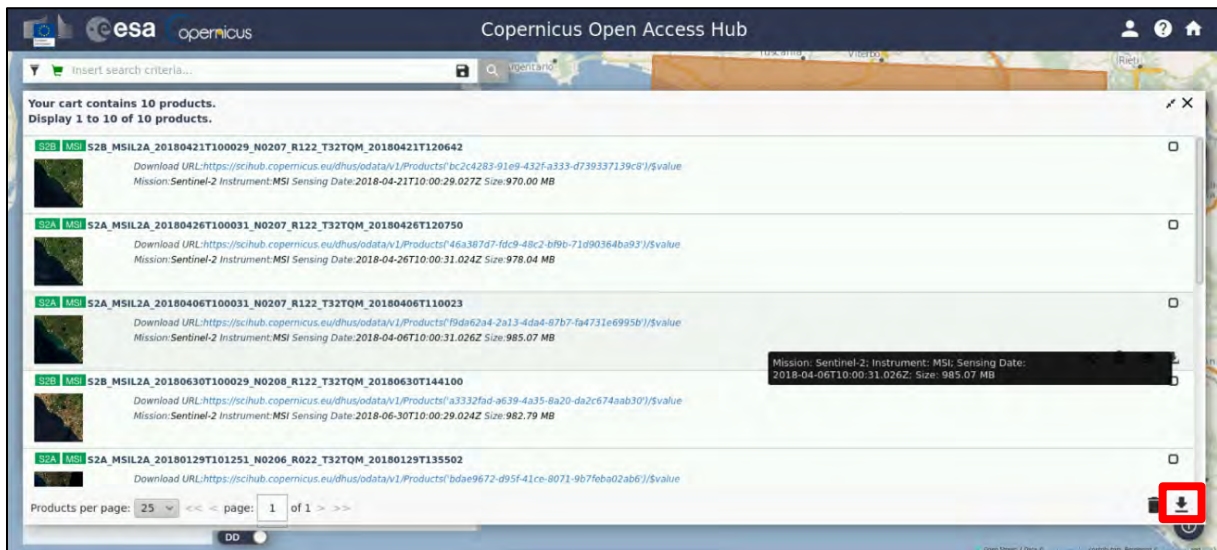 esa opernicus Copernicus Open Access Hub
Tuscania Viterbo
Insert search criteria... Argentario Rieti
Your cart contains 10 products.
Display 1 to 10 of 10 products.
S2B MSI S2B_MSIL2A_20180421T100029_N0207_R122_T32TQM_20180421T120642
Download URL:https://scihub.copernicus.eu/dhus/odata/v1/Products('bc2c4283-91e9-432f-a333-d739337139c8')/$value
Mission:Sentinel-2 Instrument:MSI Sensing Date:2018-04-21T10:00:29.027Z Size:970.00 MB
S2A MSI S2A_MSIL2A_20180426T100031_N0207_R122_T32TQM_20180426T120750
Download URL:https://scihub.copernicus.eu/dhus/odata/v1/Products('46a387d7-fdc9-48c2-bf9b-71d90364ba93')/$value
Mission:Sentinel-2 Instrument:MSI Sensing Date:2018-04-26T10:00:31.024Z Size:978.04 MB
S2A MSI S2A_MSIL2A_20180406T100031_N0207_R122_T32TQM_20180406T110023
Download URL:https://scihub.copernicus.eu/dhus/odata/v1/Products('f9da62a4-2a13-4da4-87b7-fa4731e6995b')/$value
Mission:Sentinel-2 Instrument:MSI Sensing Date:2018-04-06T10:00:31.026Z Size:985.07 MB
Mission: Sentinel-2; Instrument: MSI; Sensing Date:
2018-04-06T10:00:31.026Z; Size: 985.07 MB
S2B MSI S2B_MSIL2A_20180630T100029_N0208_R122_T32TQM_20180630T144100
Download URL:https://scihub.copernicus.eu/dhus/odata/v1/Products('a3332fad-a639-4a35-8a20-da2c674aab30')/$value
Mission:Sentinel-2 Instrument:MSI Sensing Date:2018-06-30T10:00:29.024Z Size:982.79 MB
S2A MSI S2A_MSIL2A_20180129T101251_N0206_R022_T32TQM_20180129T135502
Download URL:https://scihub.copernicus.eu/dhus/odata/v1/Products('bdae9672-d95f-41ce-8071-9b7feba02ab6')/$value
Products per page: 25 << < page: 1 of 1 > >>
DD